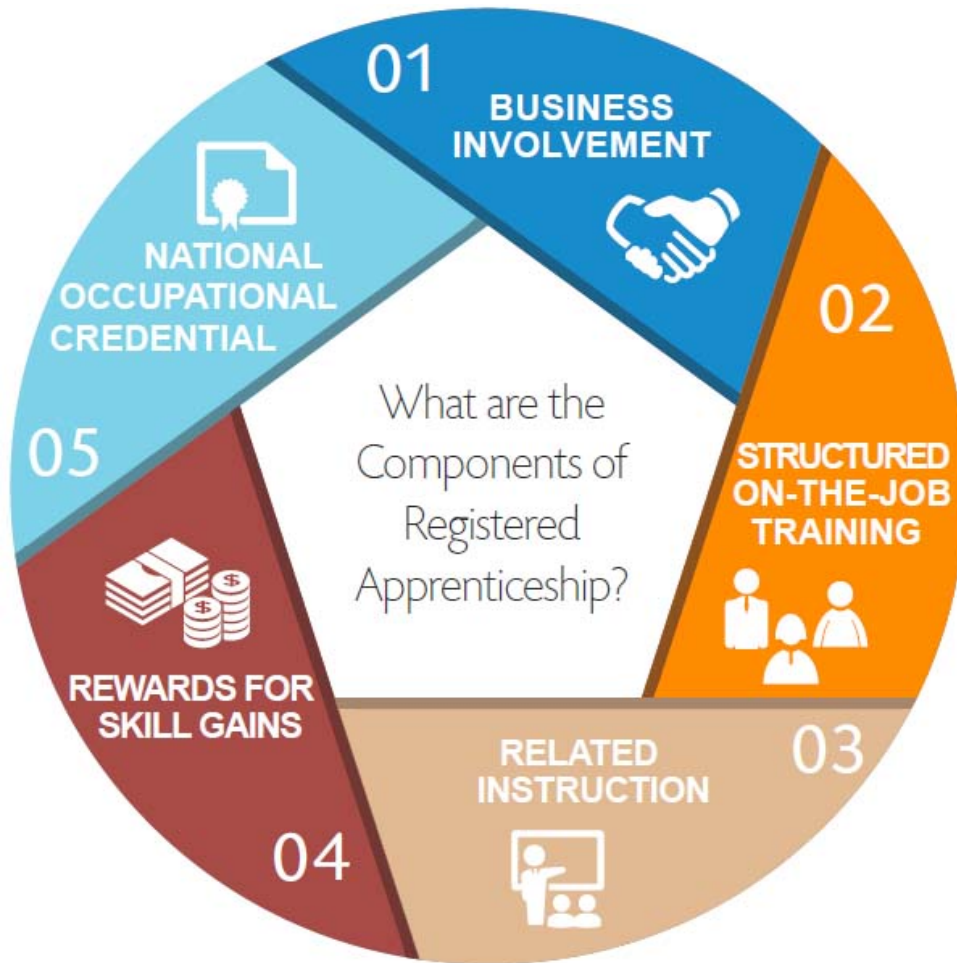 What are the
Components of
Registered
Apprenticeship?
01
BUSINESS
INVOLVEMENT
02
STRUCTURED
ON-THE-JOB
TRAINING
03
RELATED
INSTRUCTION
04
REWARDS FOR
SKILL GAINS
$
$
05
NATIONAL
OCCUPATIONAL
CREDENTIAL